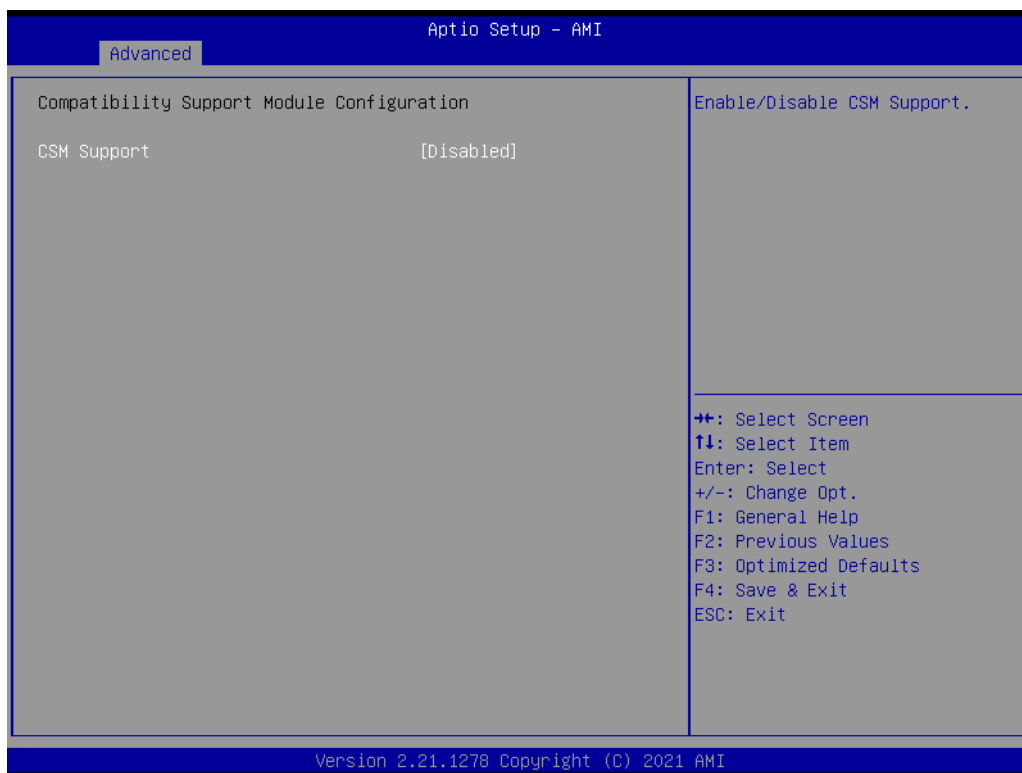 Aptio Setup – AMI
Advanced
Compatibility Support Module Configuration
CSM Support [Disabled]
Enable/Disable CSM Support.
→←: Select Screen
↑↓: Select Item
Enter: Select
+/-: Change Opt.
F1: General Help
F2: Previous Values
F3: Optimized Defaults
F4: Save & Exit
ESC: Exit
Version 2.21.1278 Copyright (C) 2021 AMI